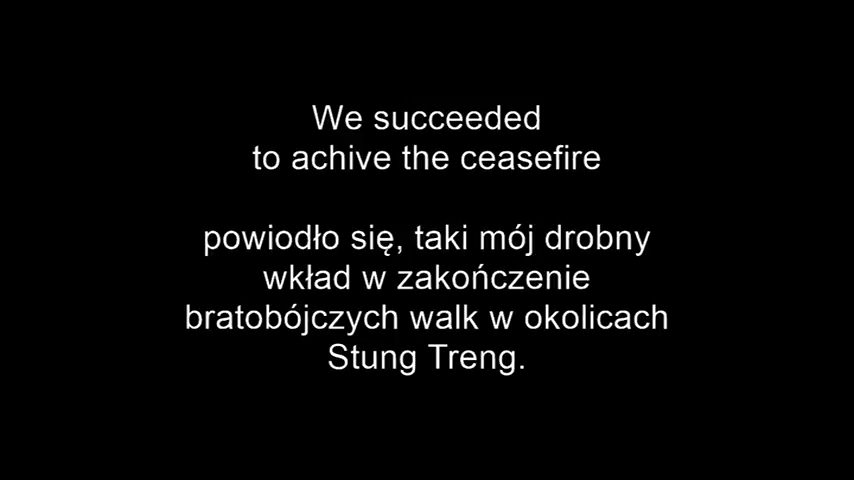 We succeeded
to achive the ceasefire
powiodło się, taki mój drobny
wkład w zakończenie
bratobójczych walk w okolicach
Stung Treng.